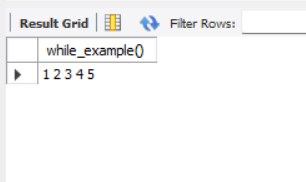 Result Grid Filter Rows:
while_example()
1 2 3 4 5